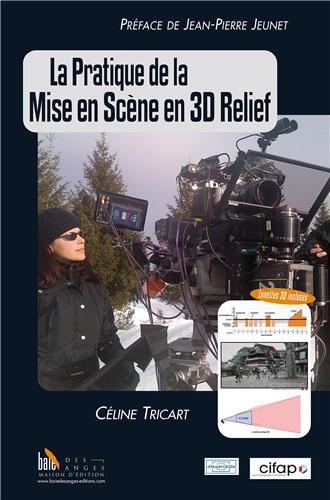 PRÉFACE DE JEAN-PIERRE JEUNET
La Pratique de la
Mise en Scène en 3D Relief
Lunettes 3D incluses
CÉLINE TRICART
baie DES
ANGES
MAISON D'ÉDITION
www.baiedesanges-editions.com
cifap